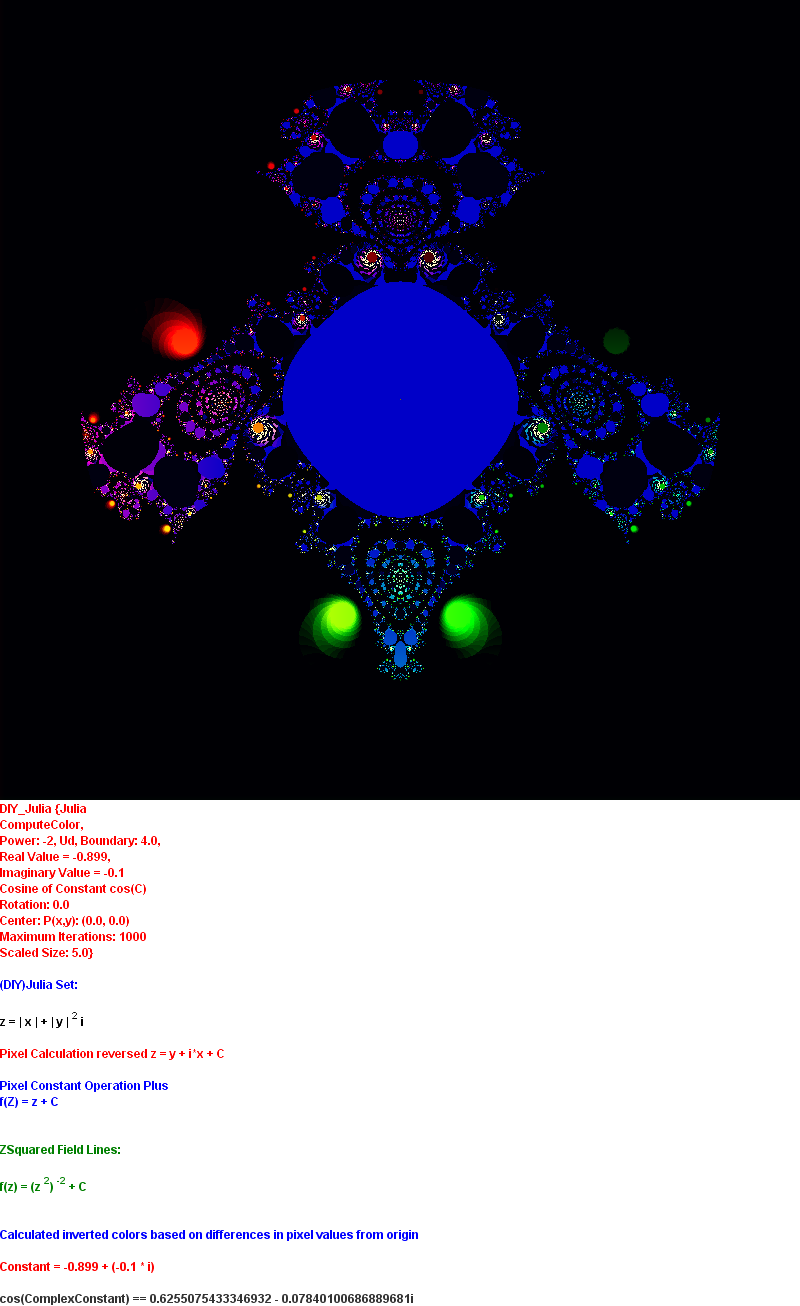 DIY_Julia {Julia
ComputeColor,
Power: -2, Ud, Boundary: 4.0,
Real Value = -0.899,
Imaginary Value = -0.1
Cosine of Constant cos(C)
Rotation: 0.0
Center: P(x,y): (0.0, 0.0)
Maximum Iterations: 1000
Scaled Size: 5.0}
(DIY)Julia Set:
z = | x | + | y | ² i
Pixel Calculation reversed z = y + i*x + C
Pixel Constant Operation Plus
f(Z) = z + C
ZSquared Field Lines:
f(z) = (z ²) ⁻² + C
Calculated inverted colors based on differences in pixel values from origin
Constant = -0.899 + (-0.1 * i)
cos(ComplexConstant) == 0.6255075433346932 - 0.07840100686889681i